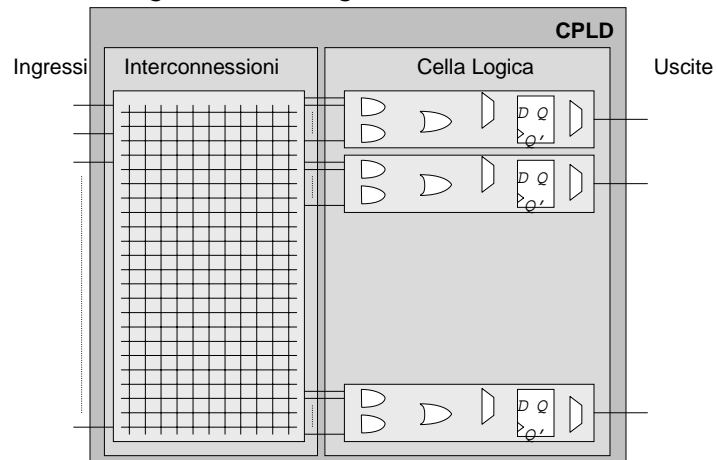 CPLD
Ingressi Interconnessioni Cella Logica Uscite
D Q
Q'
D Q
Q'
D Q
Q'